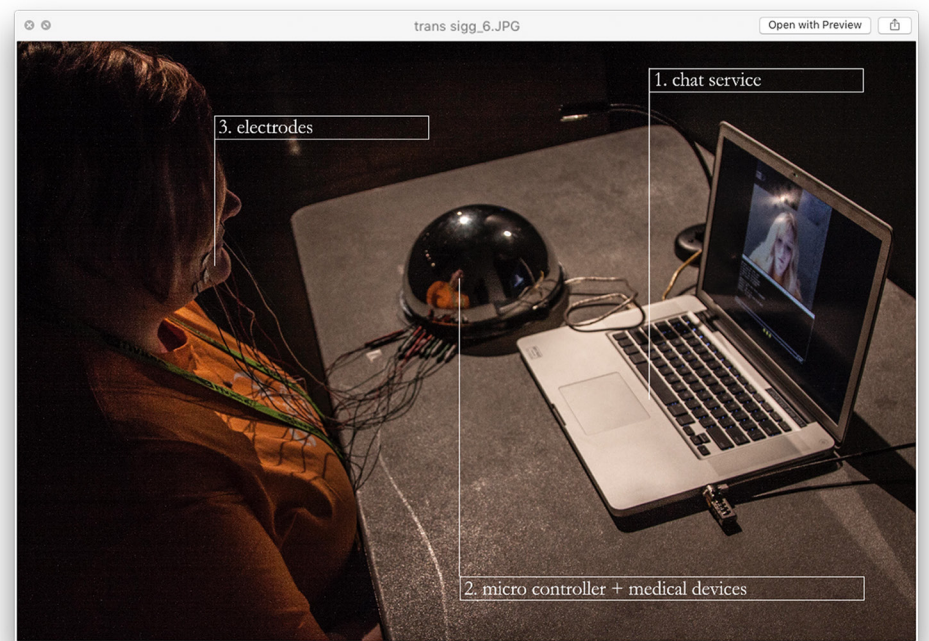 trans sigg_6.JPG
Open with Preview
1. chat service
3. electrodes
2. micro controller + medical devices